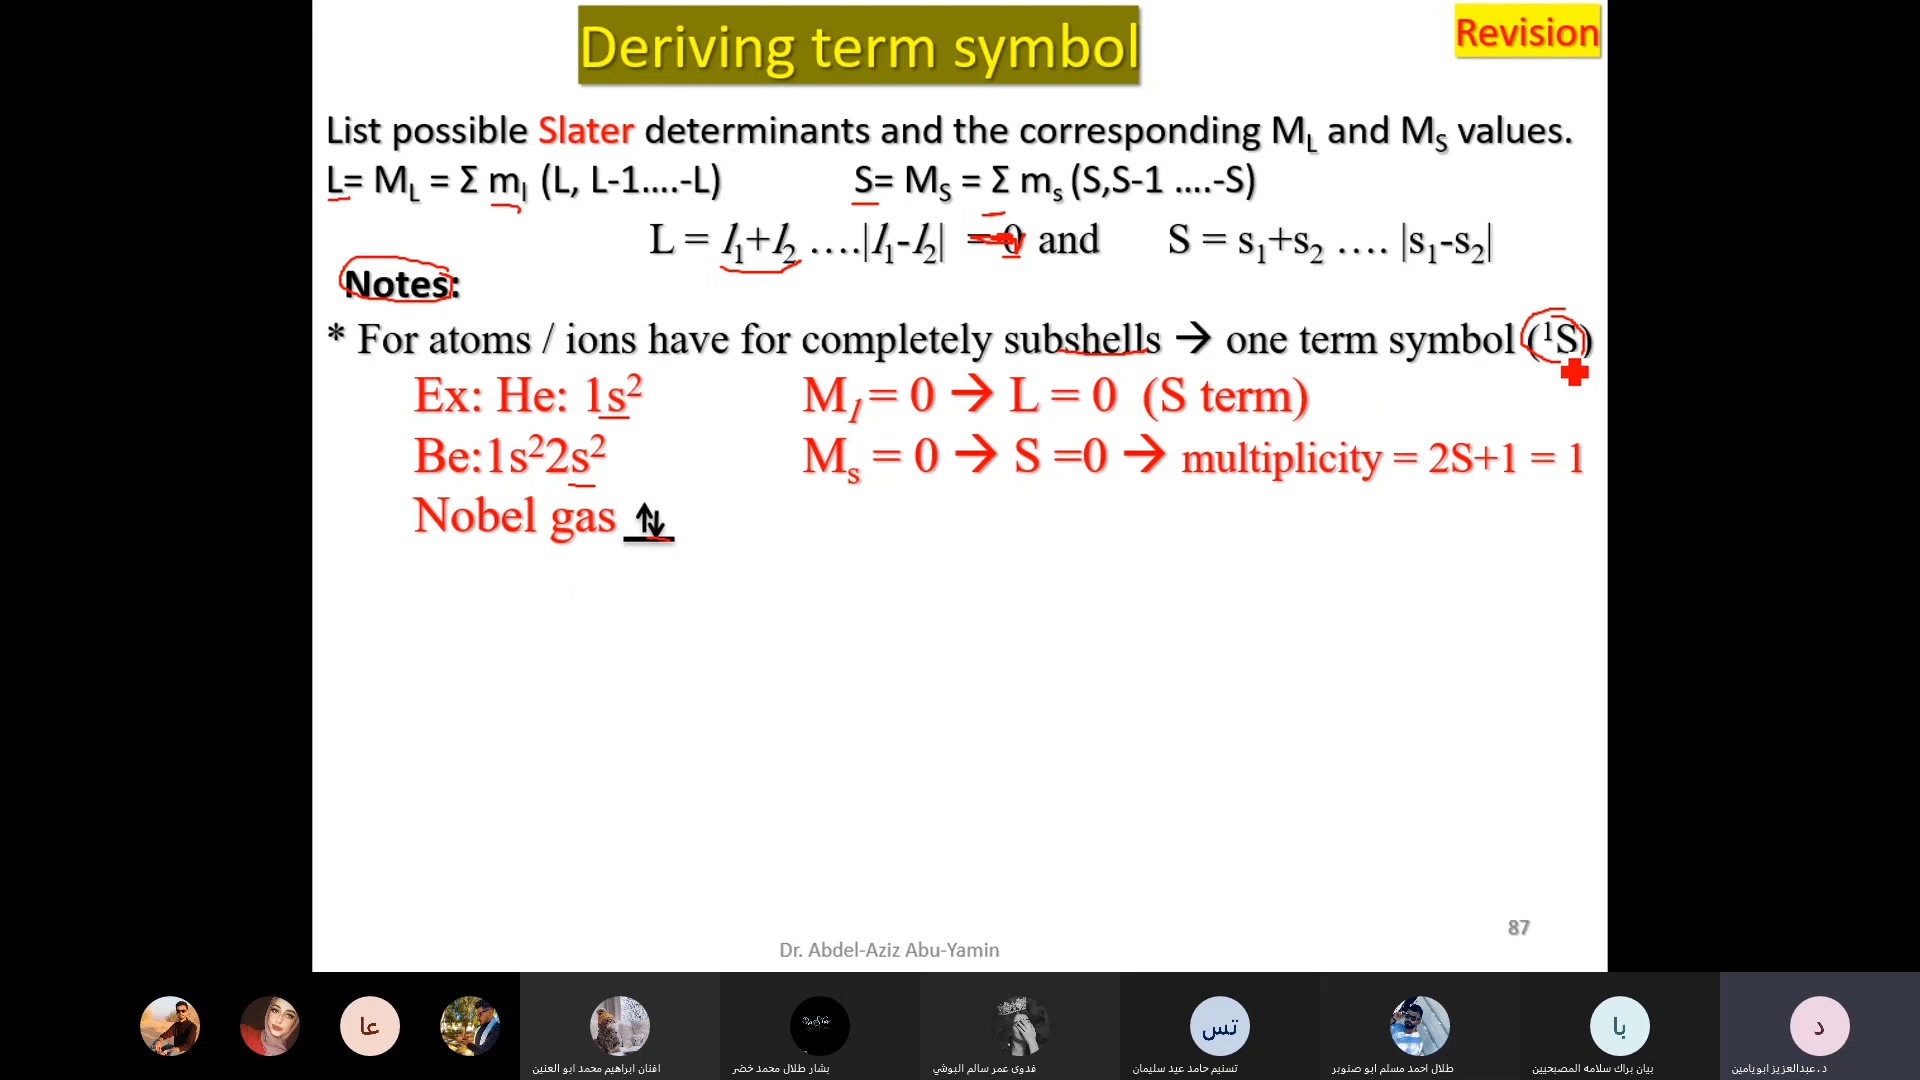 Deriving term symbol
Revision
List possible Slater determinants and the corresponding ML and MS values.
L= ML = Σ ml (L, L-1….-L) S= MS = Σ ms (S,S-1 ….-S)
L = l1+l2 ….|l1-l2| = 0 and S = s1+s2 …. |s1-s2|
Notes:
* For atoms / ions have for completely subshells → one term symbol (¹S)
Ex: He: 1s² Ml = 0 → L = 0 (S term)
Be:1s²2s² Ms = 0 → S =0 → multiplicity = 2S+1 = 1
Nobel gas ↑↓
87
Dr. Abdel-Aziz Abu-Yamin
عا
تس
با
د
افنان ابراهيم محمد ابو العنين
بشار طلال محمد خضر
فدوى عمر سالم البوشي
تسنيم حامد عيد سليمان
طلال احمد مسلم ابو صنوبر
بيان براك سلامه المصبحيين
د.عبدالعزيز ابويامين